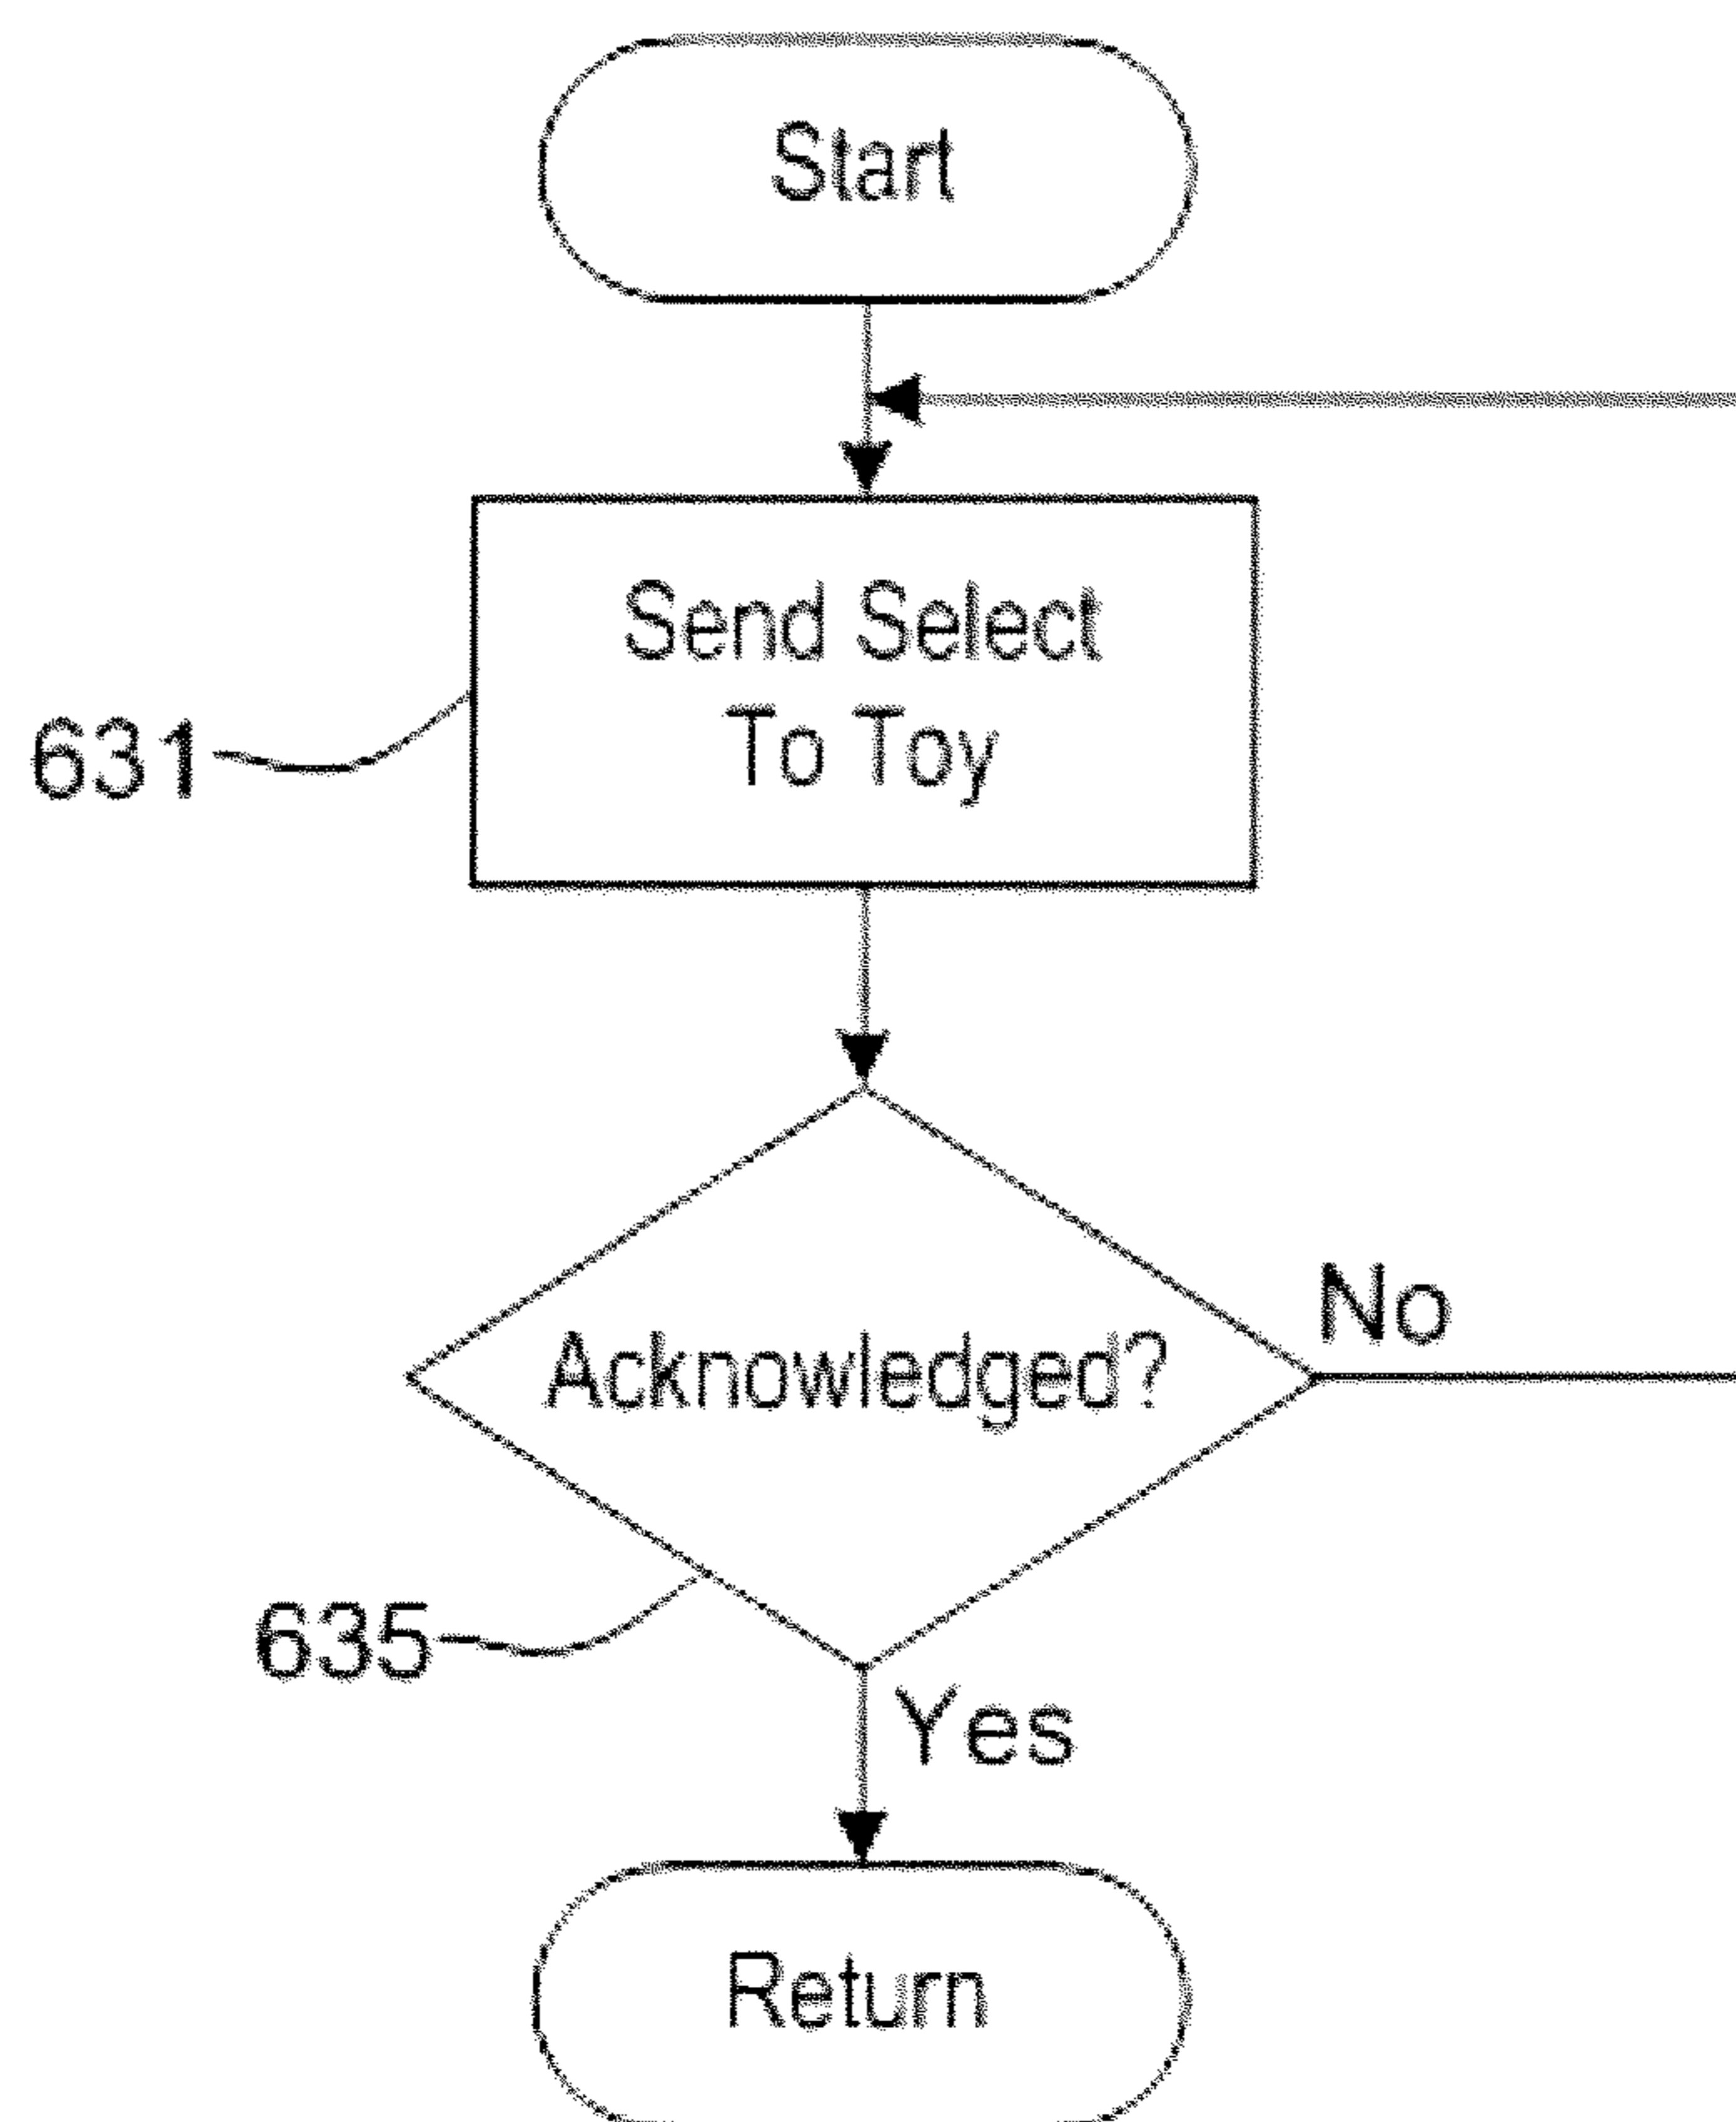 Start
Send Select
To Toy
631
Acknowledged?
No
635
Yes
Return